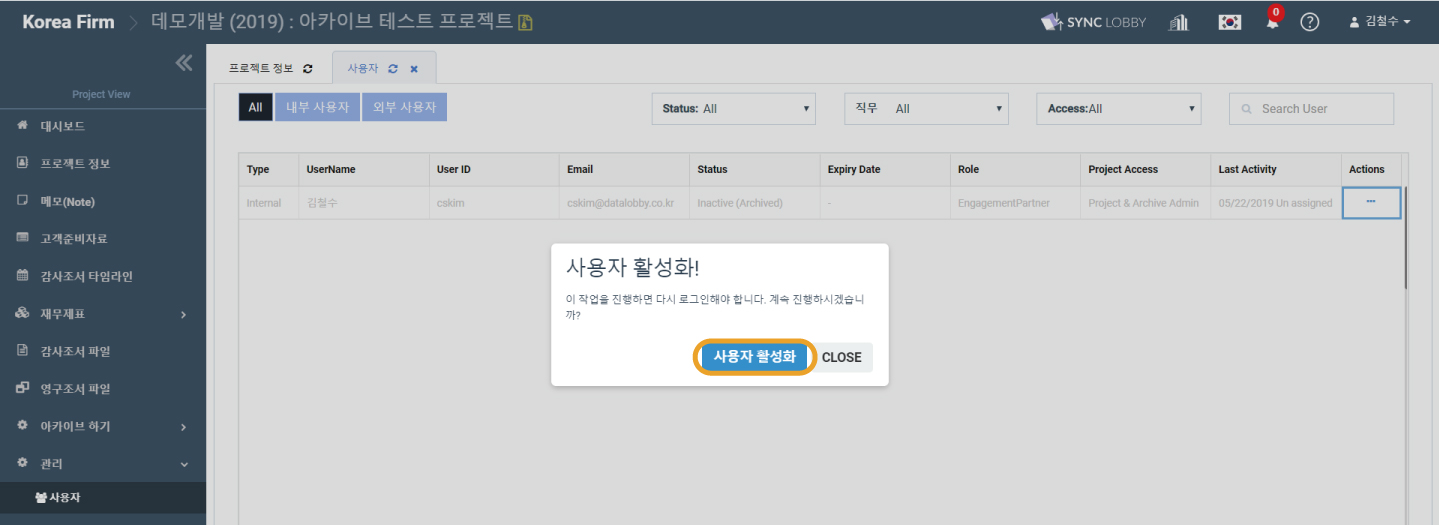 Korea Firm 데모개발 (2019) : 아카이브 테스트 프로젝트
SYNC LOBBY
0
김철수
Project View
대시보드
프로젝트 정보
메모(Note)
고객준비자료
감사조서 타임라인
재무제표
감사조서 파일
영구조서 파일
아카이브 하기
관리
사용자
프로젝트 정보
사용자
All 내부 사용자 외부 사용자
Status: All
직무 All
Access:All
Search User
Type UserName User ID Email Status Expiry Date Role Project Access Last Activity Actions
Internal 김철수 cskim cskim@datalobby.co.kr Inactive (Archived) - EngagementPartner Project & Archive Admin 05/22/2019 Un assigned ...
사용자 활성화!
이 작업을 진행하면 다시 로그인해야 합니다. 계속 진행하시겠습니
까?
사용자 활성화 CLOSE